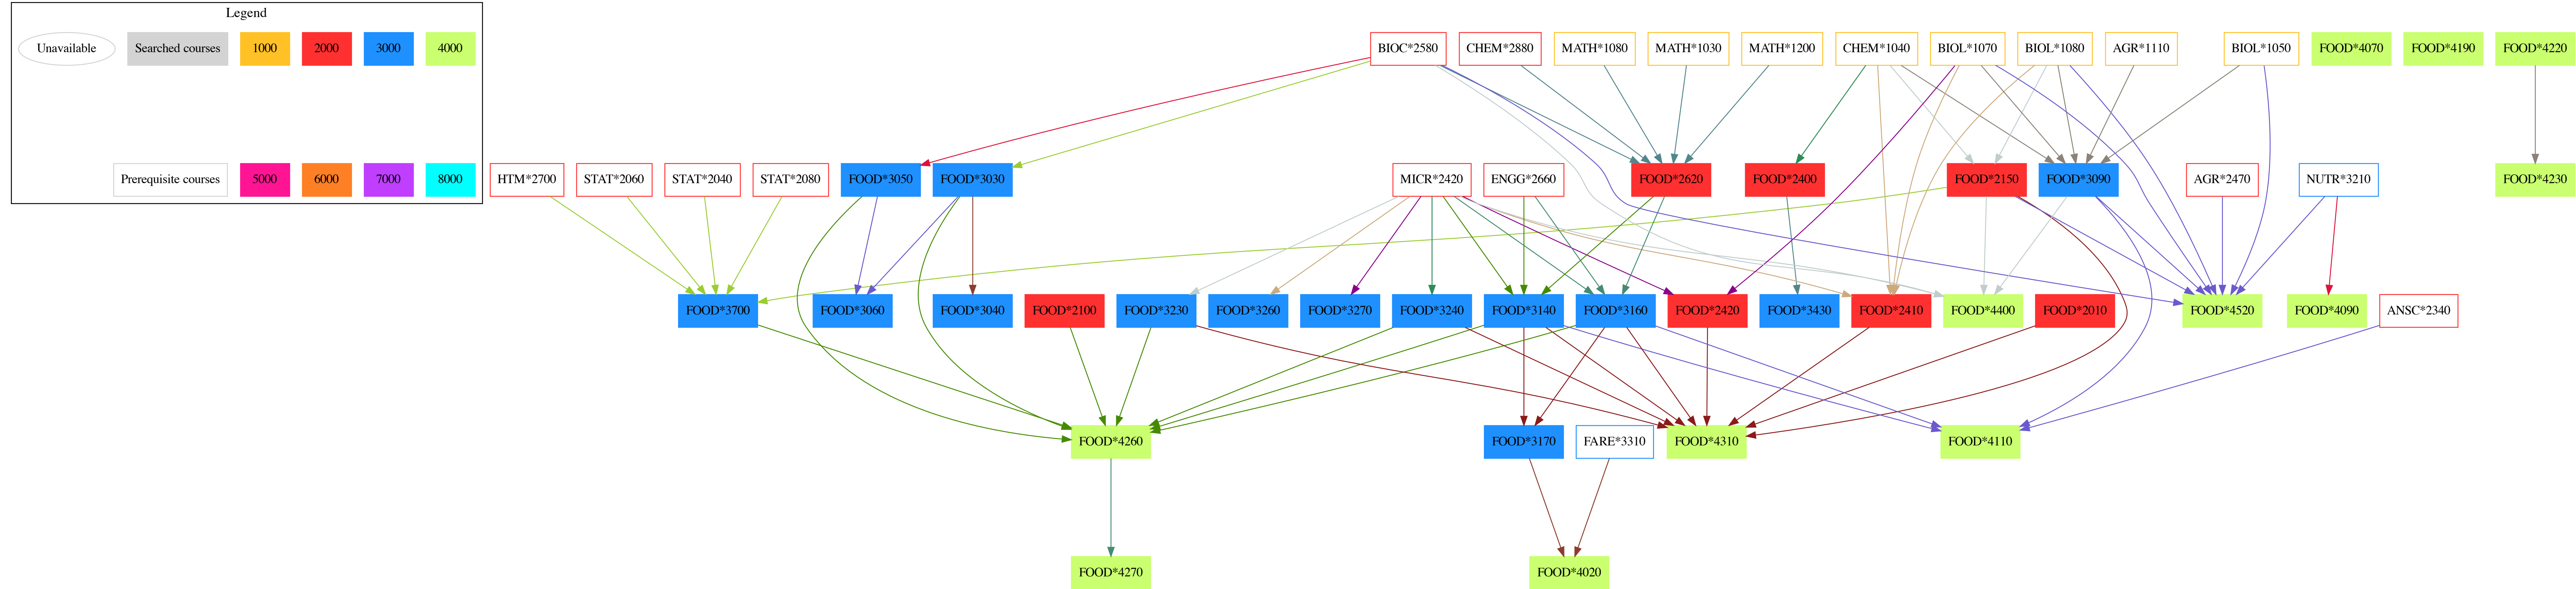 Legend
Unavailable
Searched courses
1000
2000
3000
4000
Prerequisite courses
5000
6000
7000
8000
BIOC*2580
CHEM*2880
MATH*1080
MATH*1030
MATH*1200
CHEM*1040
BIOL*1070
BIOL*1080
AGR*1110
BIOL*1050
FOOD*4070
FOOD*4190
FOOD*4220
HTM*2700
STAT*2060
STAT*2040
STAT*2080
FOOD*3050
FOOD*3030
MICR*2420
ENGG*2660
FOOD*2620
FOOD*2400
FOOD*2150
FOOD*3090
AGR*2470
NUTR*3210
FOOD*4230
FOOD*3700
FOOD*3060
FOOD*3040
FOOD*2100
FOOD*3230
FOOD*3260
FOOD*3270
FOOD*3240
FOOD*3140
FOOD*3160
FOOD*2420
FOOD*3430
FOOD*2410
FOOD*4400
FOOD*2010
FOOD*4520
FOOD*4090
ANSC*2340
FOOD*4260
FOOD*3170
FARE*3310
FOOD*4310
FOOD*4110
FOOD*4270
FOOD*4020